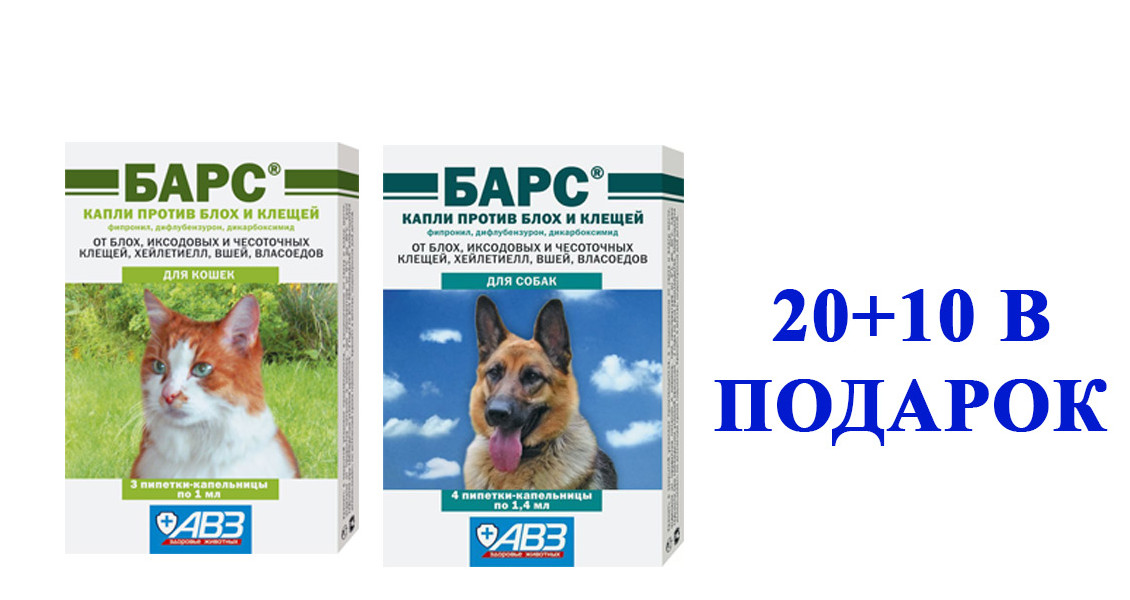 БАРС®
КАПЛИ ПРОТИВ БЛОХ И КЛЕЩЕЙ
фипронил, дифлубензурон, дикарбоксимид
ОТ БЛОХ, ИКСОДОВЫХ И ЧЕСОТОЧНЫХ
КЛЕЩЕЙ, ХЕЙЛЕТИЕЛЛ, ВШЕЙ, ВЛАСОЕДОВ
ДЛЯ КОШЕК
3 пипетки-капельницы
по 1 мл
АВЗ
здоровье животных
БАРС®
КАПЛИ ПРОТИВ БЛОХ И КЛЕЩЕЙ
фипронил, дифлубензурон, дикарбоксимид
ОТ БЛОХ, ИКСОДОВЫХ И ЧЕСОТОЧНЫХ
КЛЕЩЕЙ, ХЕЙЛЕТИЕЛЛ, ВШЕЙ, ВЛАСОЕДОВ
ДЛЯ СОБАК
4 пипетки-капельницы
по 1,4 мл
АВЗ
здоровье животных
20+10 В
ПОДАРОК